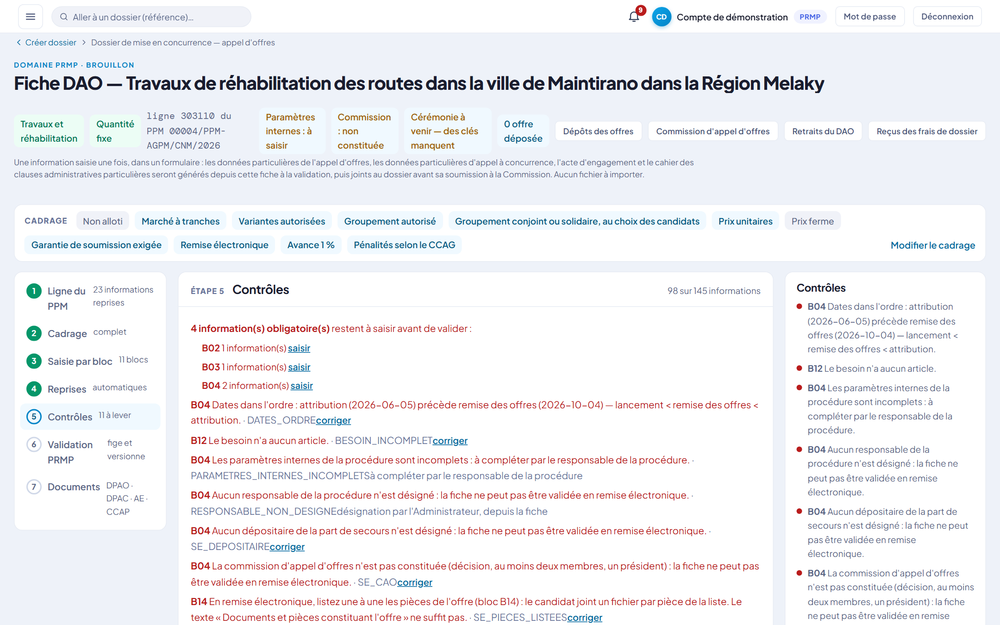 Aller à un dossier (référence)...
9
CD
Compte de démonstration
PRMP
Mot de passe
Déconnexion
Créer dossier
Dossier de mise en concurrence — appel d'offres
DOMAINE PRMP · BROUILLON
Fiche DAO — Travaux de réhabilitation des routes dans la ville de Maintirano dans la Région Melaky
Travaux et
réhabilitation
Quantité
fixe
ligne 303110 du
PPM 00004/PPM-
AGPM/CNM/2026
Paramètres
internes : à
saisir
Commission
: non
constituée
Cérémonie à
venir — des clés
manquent
0 offre
déposée
Dépôts des offres
Commission d'appel d'offres
Retraits du DAO
Reçus des frais de dossier
Une information saisie une fois, dans un formulaire : les données particulières de l'appel d'offres, les données particulières d'appel à concurrence, l'acte d'engagement et le cahier des
clauses administratives particulières seront générés depuis cette fiche à la validation, puis joints au dossier avant sa soumission à la Commission. Aucun fichier à importer.
CADRAGE
Non alloti
Marché à tranches
Variantes autorisées
Groupement autorisé
Groupement conjoint ou solidaire, au choix des candidats
Prix unitaires
Prix ferme
Garantie de soumission exigée
Remise électronique
Avance 1 %
Pénalités selon le CCAG
Modifier le cadrage
1
Ligne du
PPM
23 informations
reprises
2
Cadrage
complet
3
Saisie par bloc
11 blocs
4
Reprises
automatiques
5
Contrôles
11 à lever
6
Validation
PRMP
fige et
versionne
7
Documents
DPAO ·
DPAC · AE ·
CCAP
ÉTAPE 5
Contrôles
98 sur 145 informations
4 information(s) obligatoire(s) restent à saisir avant de valider :
B02 1 information(s) saisir
B03 1 information(s) saisir
B04 2 information(s) saisir
B04 Dates dans l'ordre : attribution (2026-06-05) précède remise des offres (2026-10-04) — lancement < remise des offres <
attribution. · DATES_ORDREcorriger
B12 Le besoin n'a aucun article. · BESOIN_INCOMPLETcorriger
B04 Les paramètres internes de la procédure sont incomplets : à compléter par le responsable de la procédure. ·
PARAMETRES_INTERNES_INCOMPLETSà compléter par le responsable de la procédure
B04 Aucun responsable de la procédure n'est désigné : la fiche ne peut pas être validée en remise électronique. ·
RESPONSABLE_NON_DESIGNEdésignation par l'Administrateur, depuis la fiche
B04 Aucun dépositaire de la part de secours n'est désigné : la fiche ne peut pas être validée en remise électronique. ·
SE_DEPOSITAIREcorriger
B04 La commission d'appel d'offres n'est pas constituée (décision, au moins deux membres, un président) : la fiche ne peut pas
être validée en remise électronique. · SE_CAOcorriger
B14 En remise électronique, listez une à une les pièces de l'offre (bloc B14) : le candidat joint un fichier par pièce de la liste. Le
texte « Documents et pièces constituant l'offre » ne suffit pas. · SE_PIECES_LISTEEScorriger
Contrôles
B04 Dates dans l'ordre : attribution
(2026-06-05) précède remise des
offres (2026-10-04) — lancement <
remise des offres < attribution.
B12 Le besoin n'a aucun article.
B04 Les paramètres internes de la
procédure sont incomplets : à
compléter par le responsable de la
procédure.
B04 Aucun responsable de la
procédure n'est désigné : la fiche ne
peut pas être validée en remise
électronique.
B04 Aucun dépositaire de la part de
secours n'est désigné : la fiche ne peut
pas être validée en remise
électronique.
B04 La commission d'appel d'offres
n'est pas constituée (décision, au moins
deux membres, un président) : la fiche
ne peut pas être validée en remise